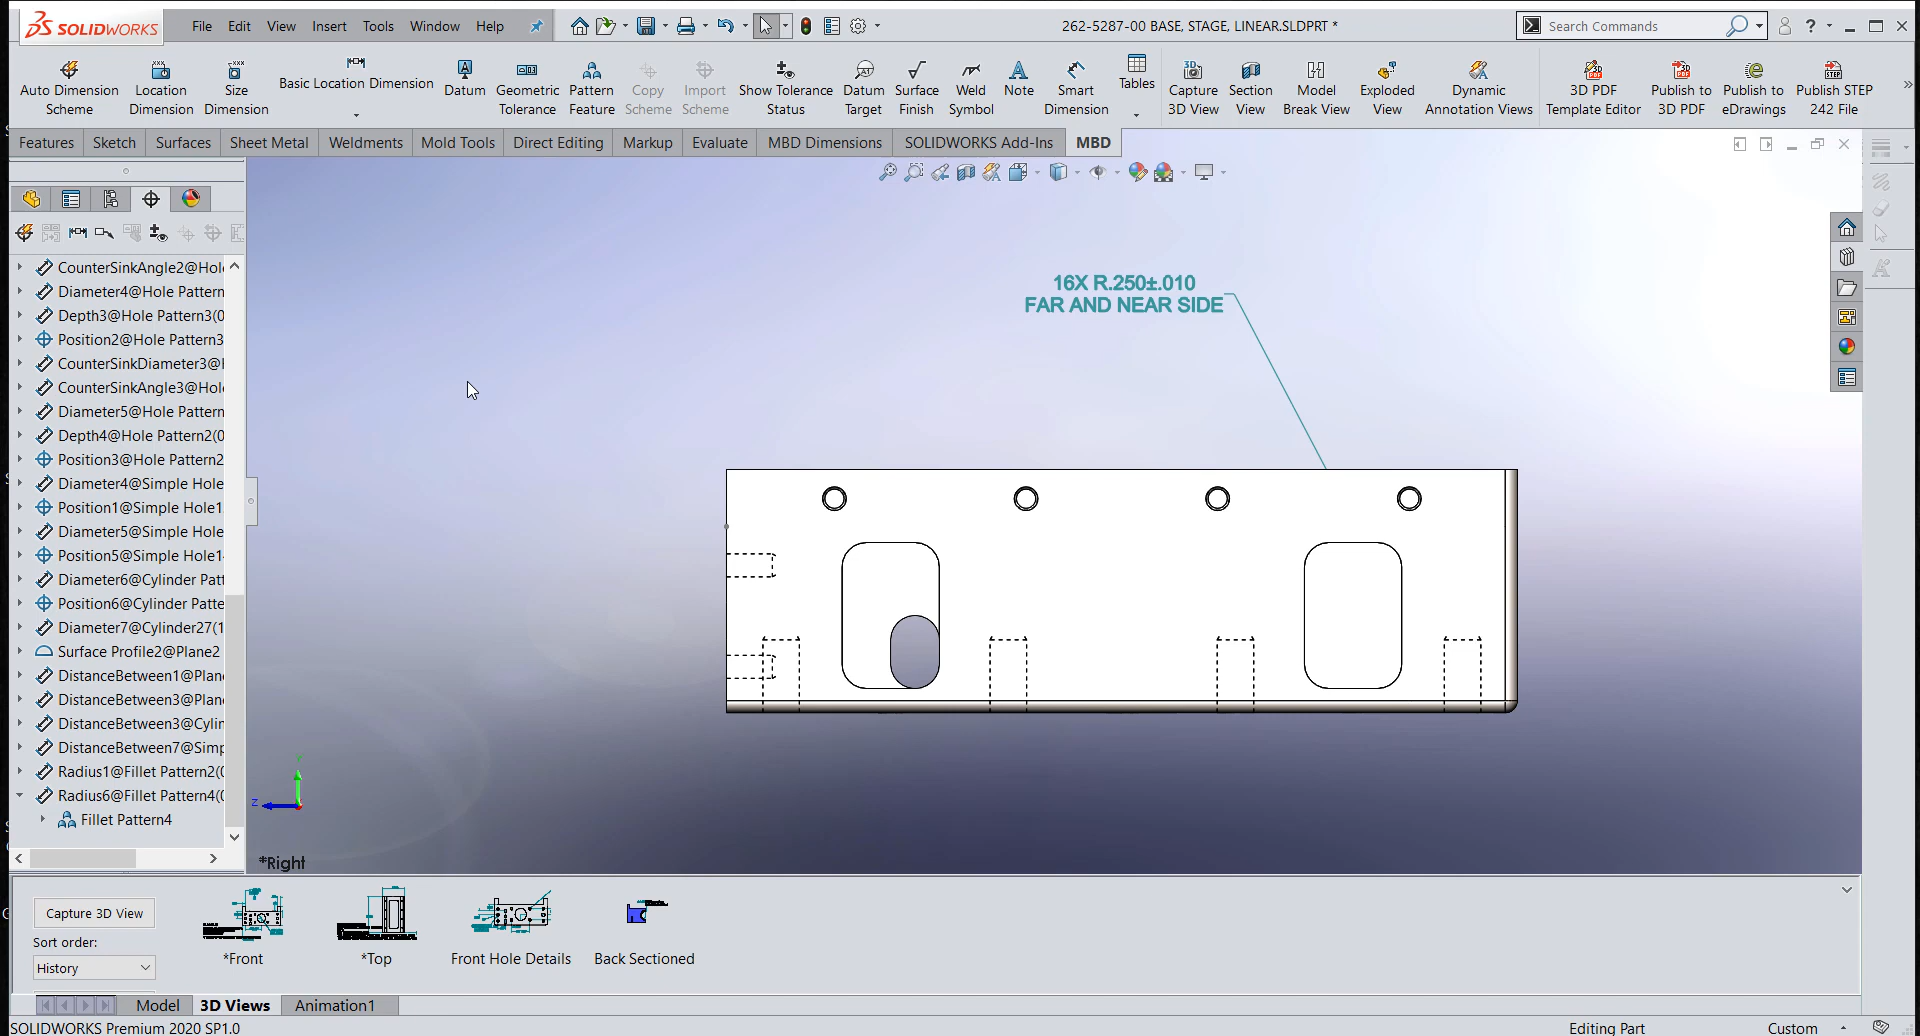 SOLIDWORKS
File Edit View Insert Tools Window Help
262-5287-00 BASE, STAGE, LINEAR.SLDPRT *
Search Commands
Auto Dimension Scheme
Location Dimension
Size Dimension
Basic Location Dimension
Datum
Geometric Tolerance
Pattern Feature
Copy Scheme
Import Scheme
Show Tolerance Status
Datum Target
Surface Finish
Weld Symbol
Note
Smart Dimension
Tables
Capture 3D View
Section View
Model Break View
Exploded View
Dynamic Annotation Views
3D PDF Template Editor
Publish to 3D PDF
Publish to eDrawings
Publish STEP 242 File
Features Sketch Surfaces Sheet Metal Weldments Mold Tools Direct Editing Markup Evaluate MBD Dimensions SOLIDWORKS Add-Ins MBD
CounterSinkAngle2@Hol
Diameter4@Hole Pattern
Depth3@Hole Pattern3(0
Position2@Hole Pattern3
CounterSinkDiameter3@
CounterSinkAngle3@Hol
Diameter5@Hole Pattern
Depth4@Hole Pattern2(0
Position3@Hole Pattern2
Diameter4@Simple Hole
Position1@Simple Hole1
Diameter5@Simple Hole
Position5@Simple Hole1
Diameter6@Cylinder Patt
Position6@Cylinder Patte
Diameter7@Cylinder27(1
Surface Profile2@Plane2
DistanceBetween1@Plan
DistanceBetween3@Plan
DistanceBetween3@Cylin
DistanceBetween7@Simp
Radius1@Fillet Pattern2(0
Radius6@Fillet Pattern4(0
Fillet Pattern4
16X R.250±.010
FAR AND NEAR SIDE
Y
Z
*Right
Capture 3D View
Sort order:
History
*Front
*Top
Front Hole Details
Back Sectioned
Model 3D Views Animation1
SOLIDWORKS Premium 2020 SP1.0
Editing Part
Custom